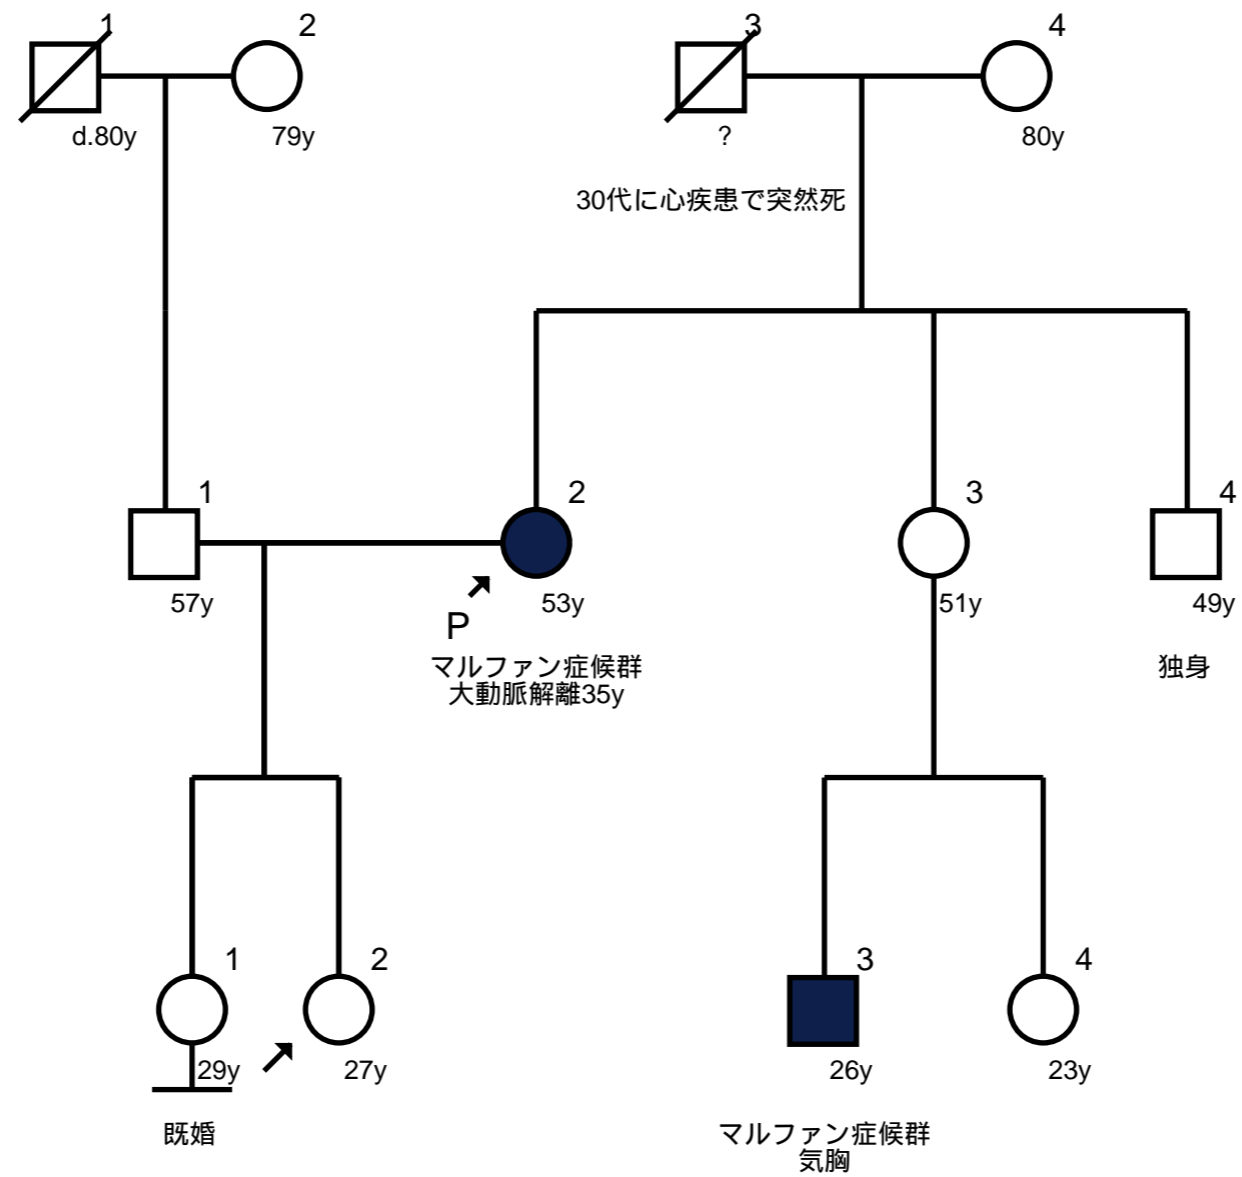 1
2
3
4
d.80y
79y
?
80y
30代に心疾患で突然死
1
2
3
4
57y
53y
51y
49y
P
マルファン症候群
大動脈解離35y
独身
1
2
3
4
29y
27y
26y
23y
既婚
マルファン症候群
気胸